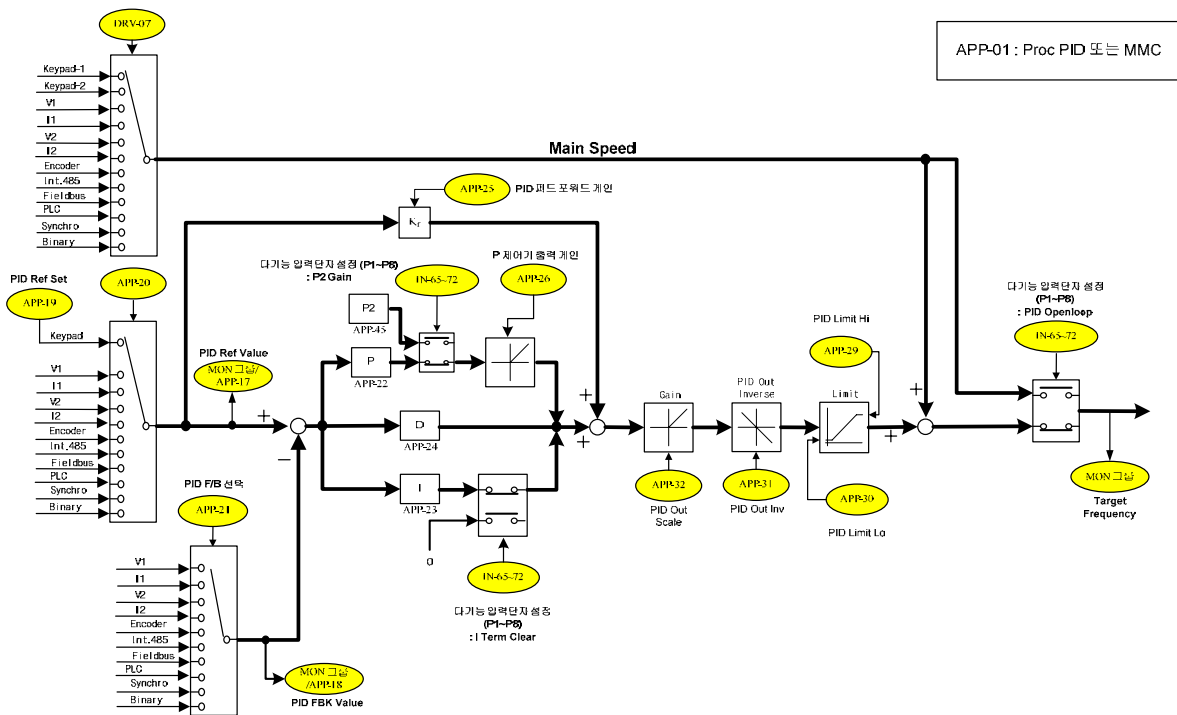 DRV-07
APP-01 : Proc PID 또는 MMC
Keypad-1
Keypad-2
V1
I1
V2
I2
Encoder
Int.485
Fieldbus
PLC
Synchro
Binary
Main Speed
APP-25
PID 피드 포워드 게인
Kr
PID Ref Set
APP-19
APP-20
Keypad
V1
I1
V2
I2
Encoder
Int.485
Fieldbus
PLC
Synchro
Binary
PID Ref Value
MON 그룹/
APP-17
+
−
다기능 입력단자 설정 (P1~P8)
: P2 Gain
IN-65~72
P2
APP-45
P
APP-22
P 제어기 출력 게인
APP-26
D
APP-24
I
APP-23
0
IN-65~72
다기능 입력단자 설정
(P1~P8)
: I Term Clear
+
+
Gain
APP-32
PID Out
Scale
PID Out
Inverse
APP-31
PID Out Inv
PID Limit Hi
APP-29
Limit
APP-30
PID Limit Lo
+
+
다기능 입력단자 설정
(P1~P8)
: PID Openloop
IN-65~72
MON 그룹
Target
Frequency
PID F/B 선택
APP-21
V1
I1
V2
I2
Encoder
Int.485
Fieldbus
PLC
Synchro
Binary
MON 그룹
/APP-18
PID FBK Value